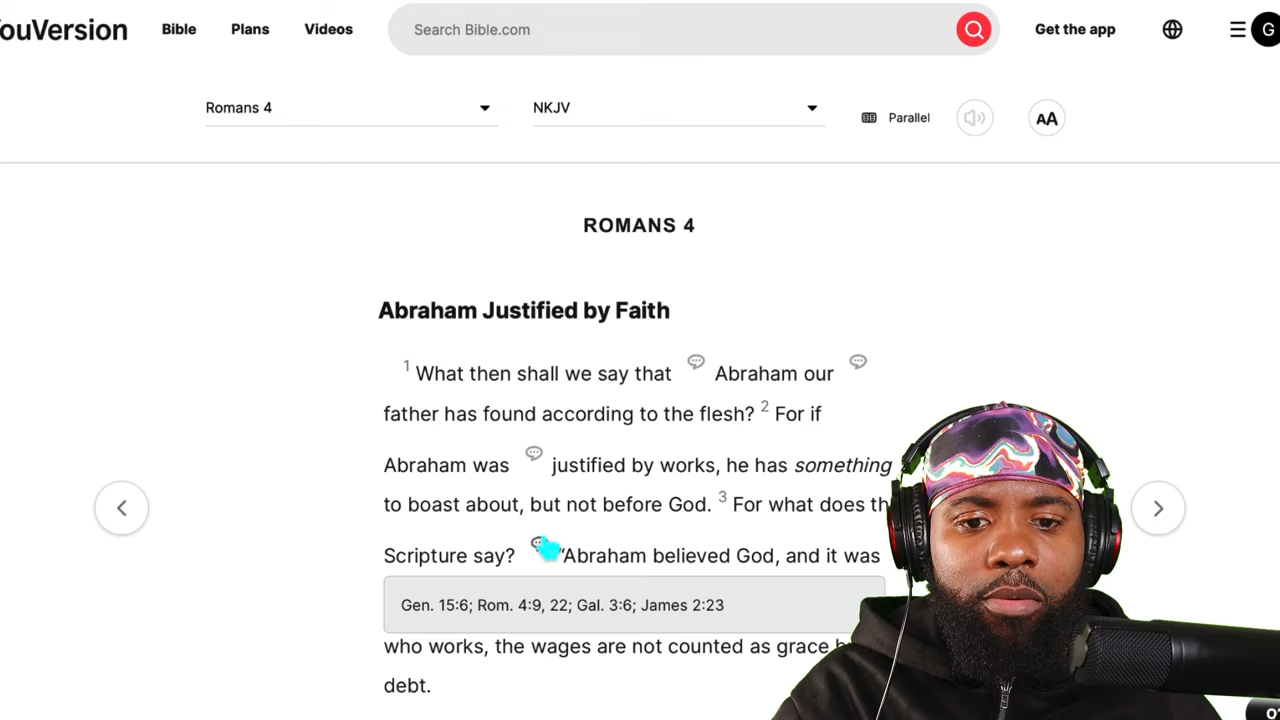 ouVersion Bible Plans Videos Search Bible.com Get the app G
Romans 4 NKJV Parallel AA
ROMANS 4
Abraham Justified by Faith
1 What then shall we say that Abraham our
father has found according to the flesh? 2 For if
Abraham was justified by works, he has something
to boast about, but not before God. 3 For what does th
Scripture say? "Abraham believed God, and it was
Gen. 15:6; Rom. 4:9, 22; Gal. 3:6; James 2:23
who works, the wages are not counted as grace
debt.